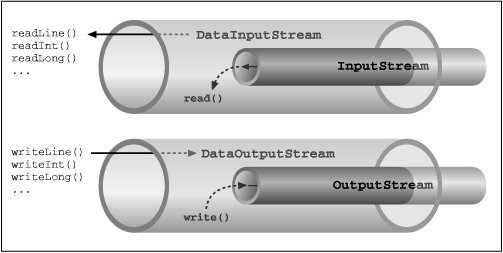 readLine()
readInt()
readLong()
...
DataInputStream
InputStream
read()
writeLine()
writeInt()
writeLong()
...
DataOutputStream
OutputStream
write()